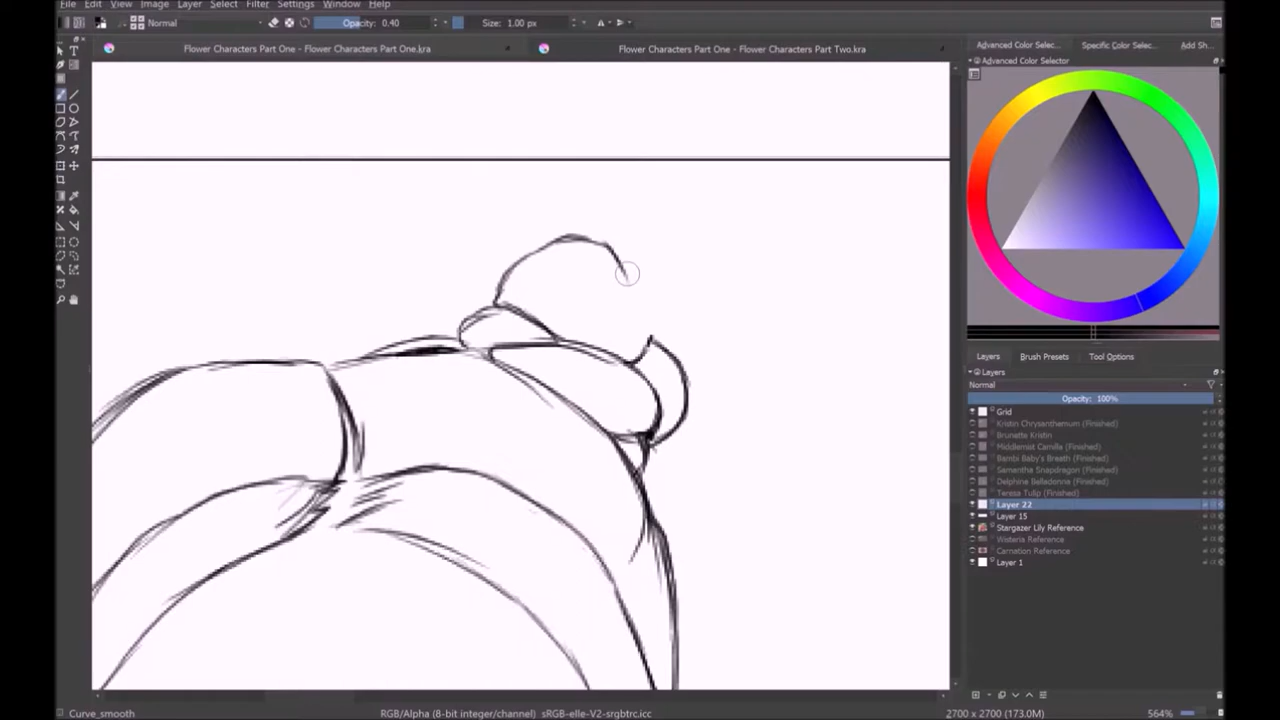 File Edit View Image Layer Select Filter Settings Window Help
Normal Opacity: 0.40 Size: 1.00 px
Flower Characters Part One - Flower Characters Part One.kra
Flower Characters Part One - Flower Characters Part Two.kra
Advanced Color Selec... Specific Color Selec... Add Sh...
Advanced Color Selector
Layers Brush Presets Tool Options
Layers
Normal
Opacity: 100%
Grid
Kristin Chrysanthemum (Finished)
Brunette Kristin
Middlemist Camilla (Finished)
Bambi Baby's Breath (Finished)
Samantha Snapdragon (Finished)
Delphine Belladonna (Finished)
Teresa Tulip (Finished)
Layer 22
Layer 15
Stargazer Lily Reference
Wisteria Reference
Carnation Reference
Layer 1
Curve_smooth RGB/Alpha (8-bit integer/channel) sRGB-elle-V2-srgbtrc.icc 2700 x 2700 (173.0M) 564%